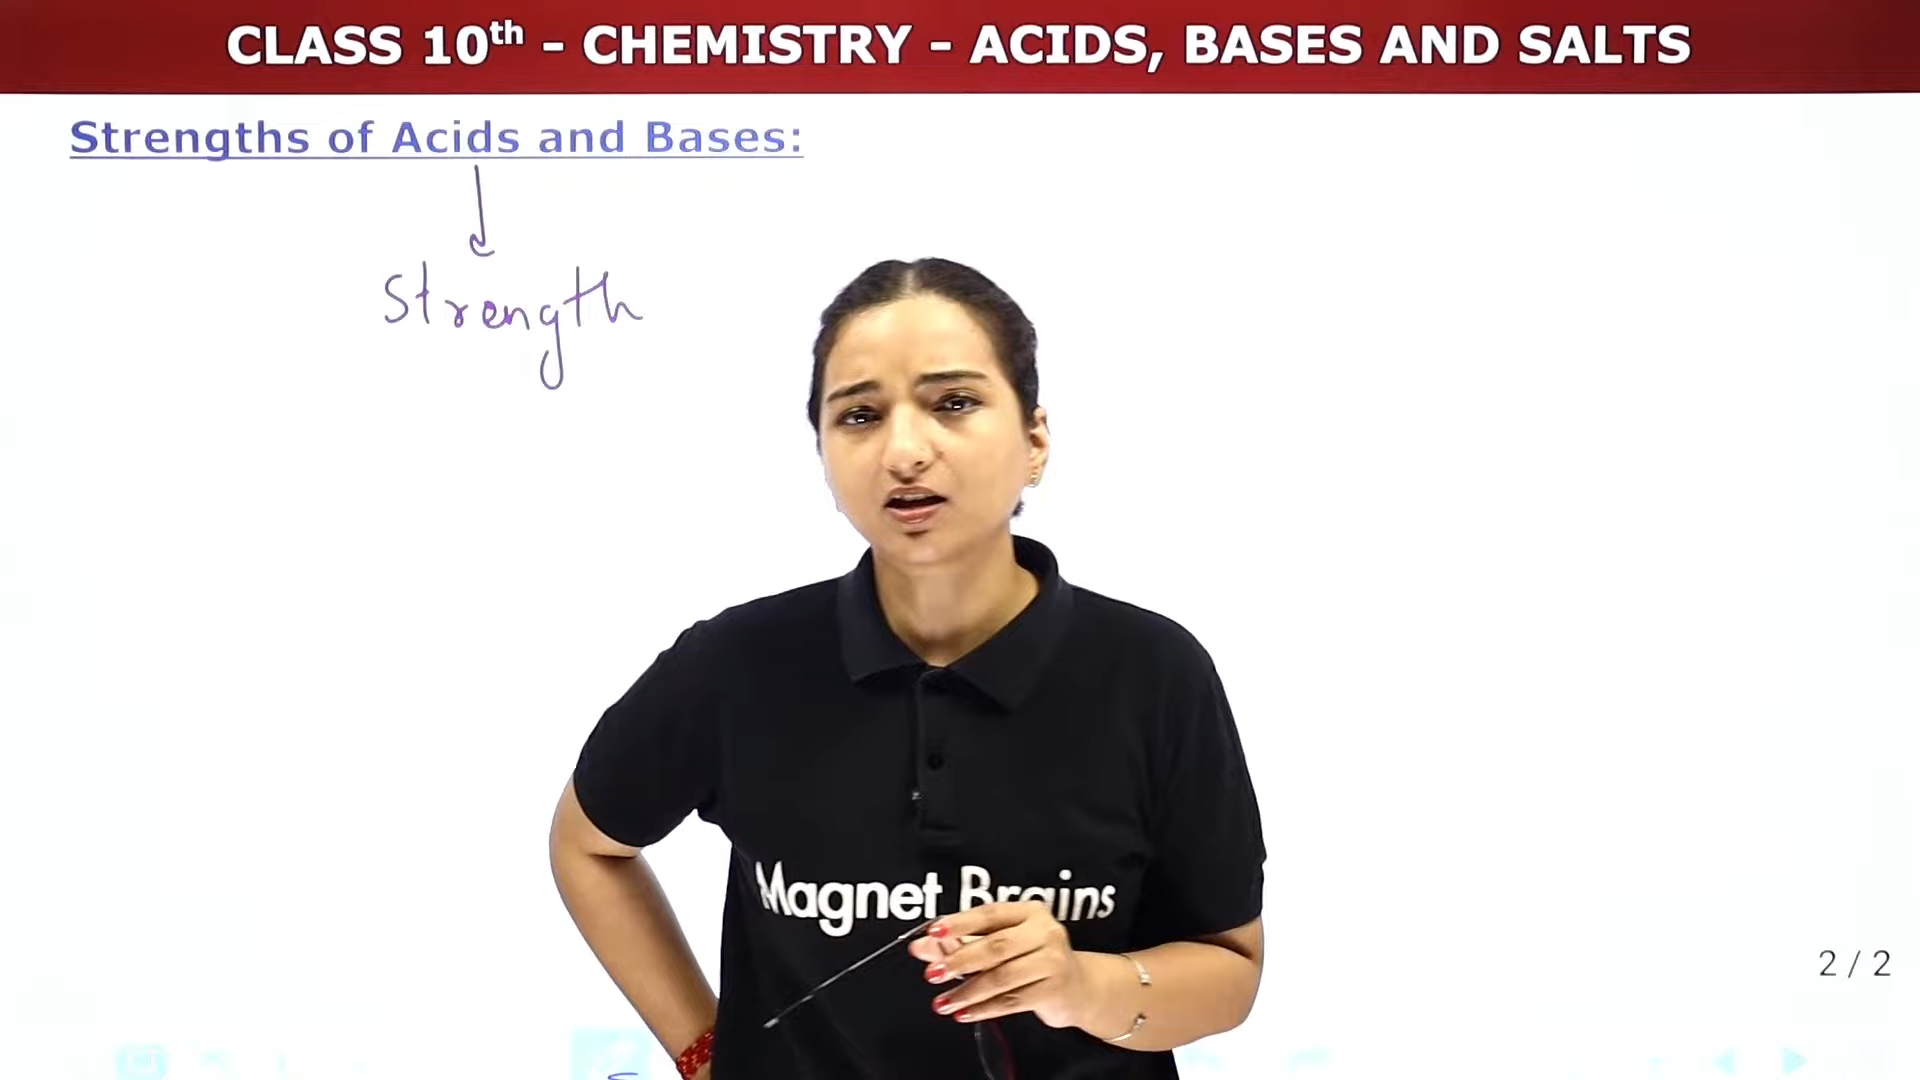 CLASS 10th - CHEMISTRY - ACIDS, BASES AND SALTS
Strengths of Acids and Bases:
Strength
Magnet Brains
2 / 2